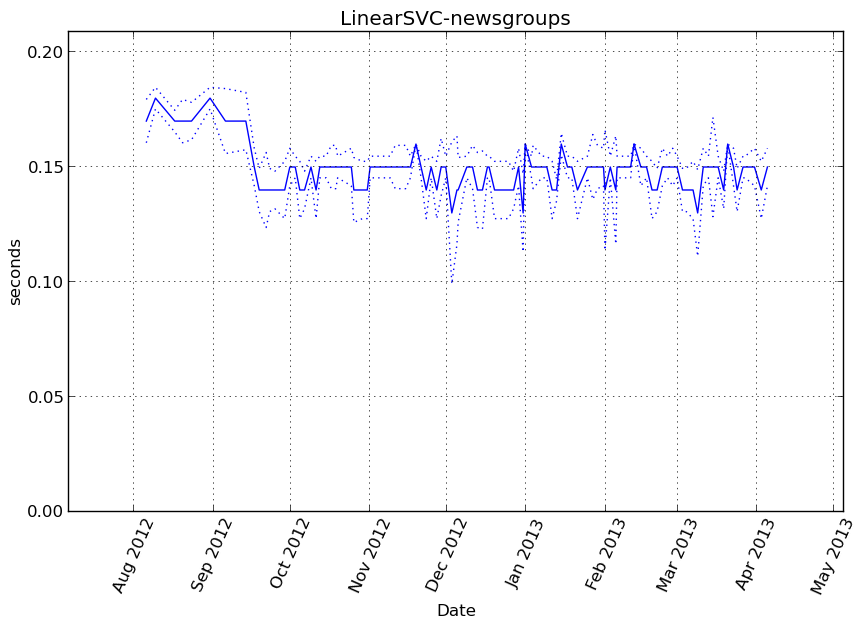 LinearSVC-newsgroups
0.20
0.15
0.10
0.05
0.00
seconds
Aug 2012
Sep 2012
Oct 2012
Nov 2012
Dec 2012
Jan 2013
Feb 2013
Mar 2013
Apr 2013
May 2013
Date